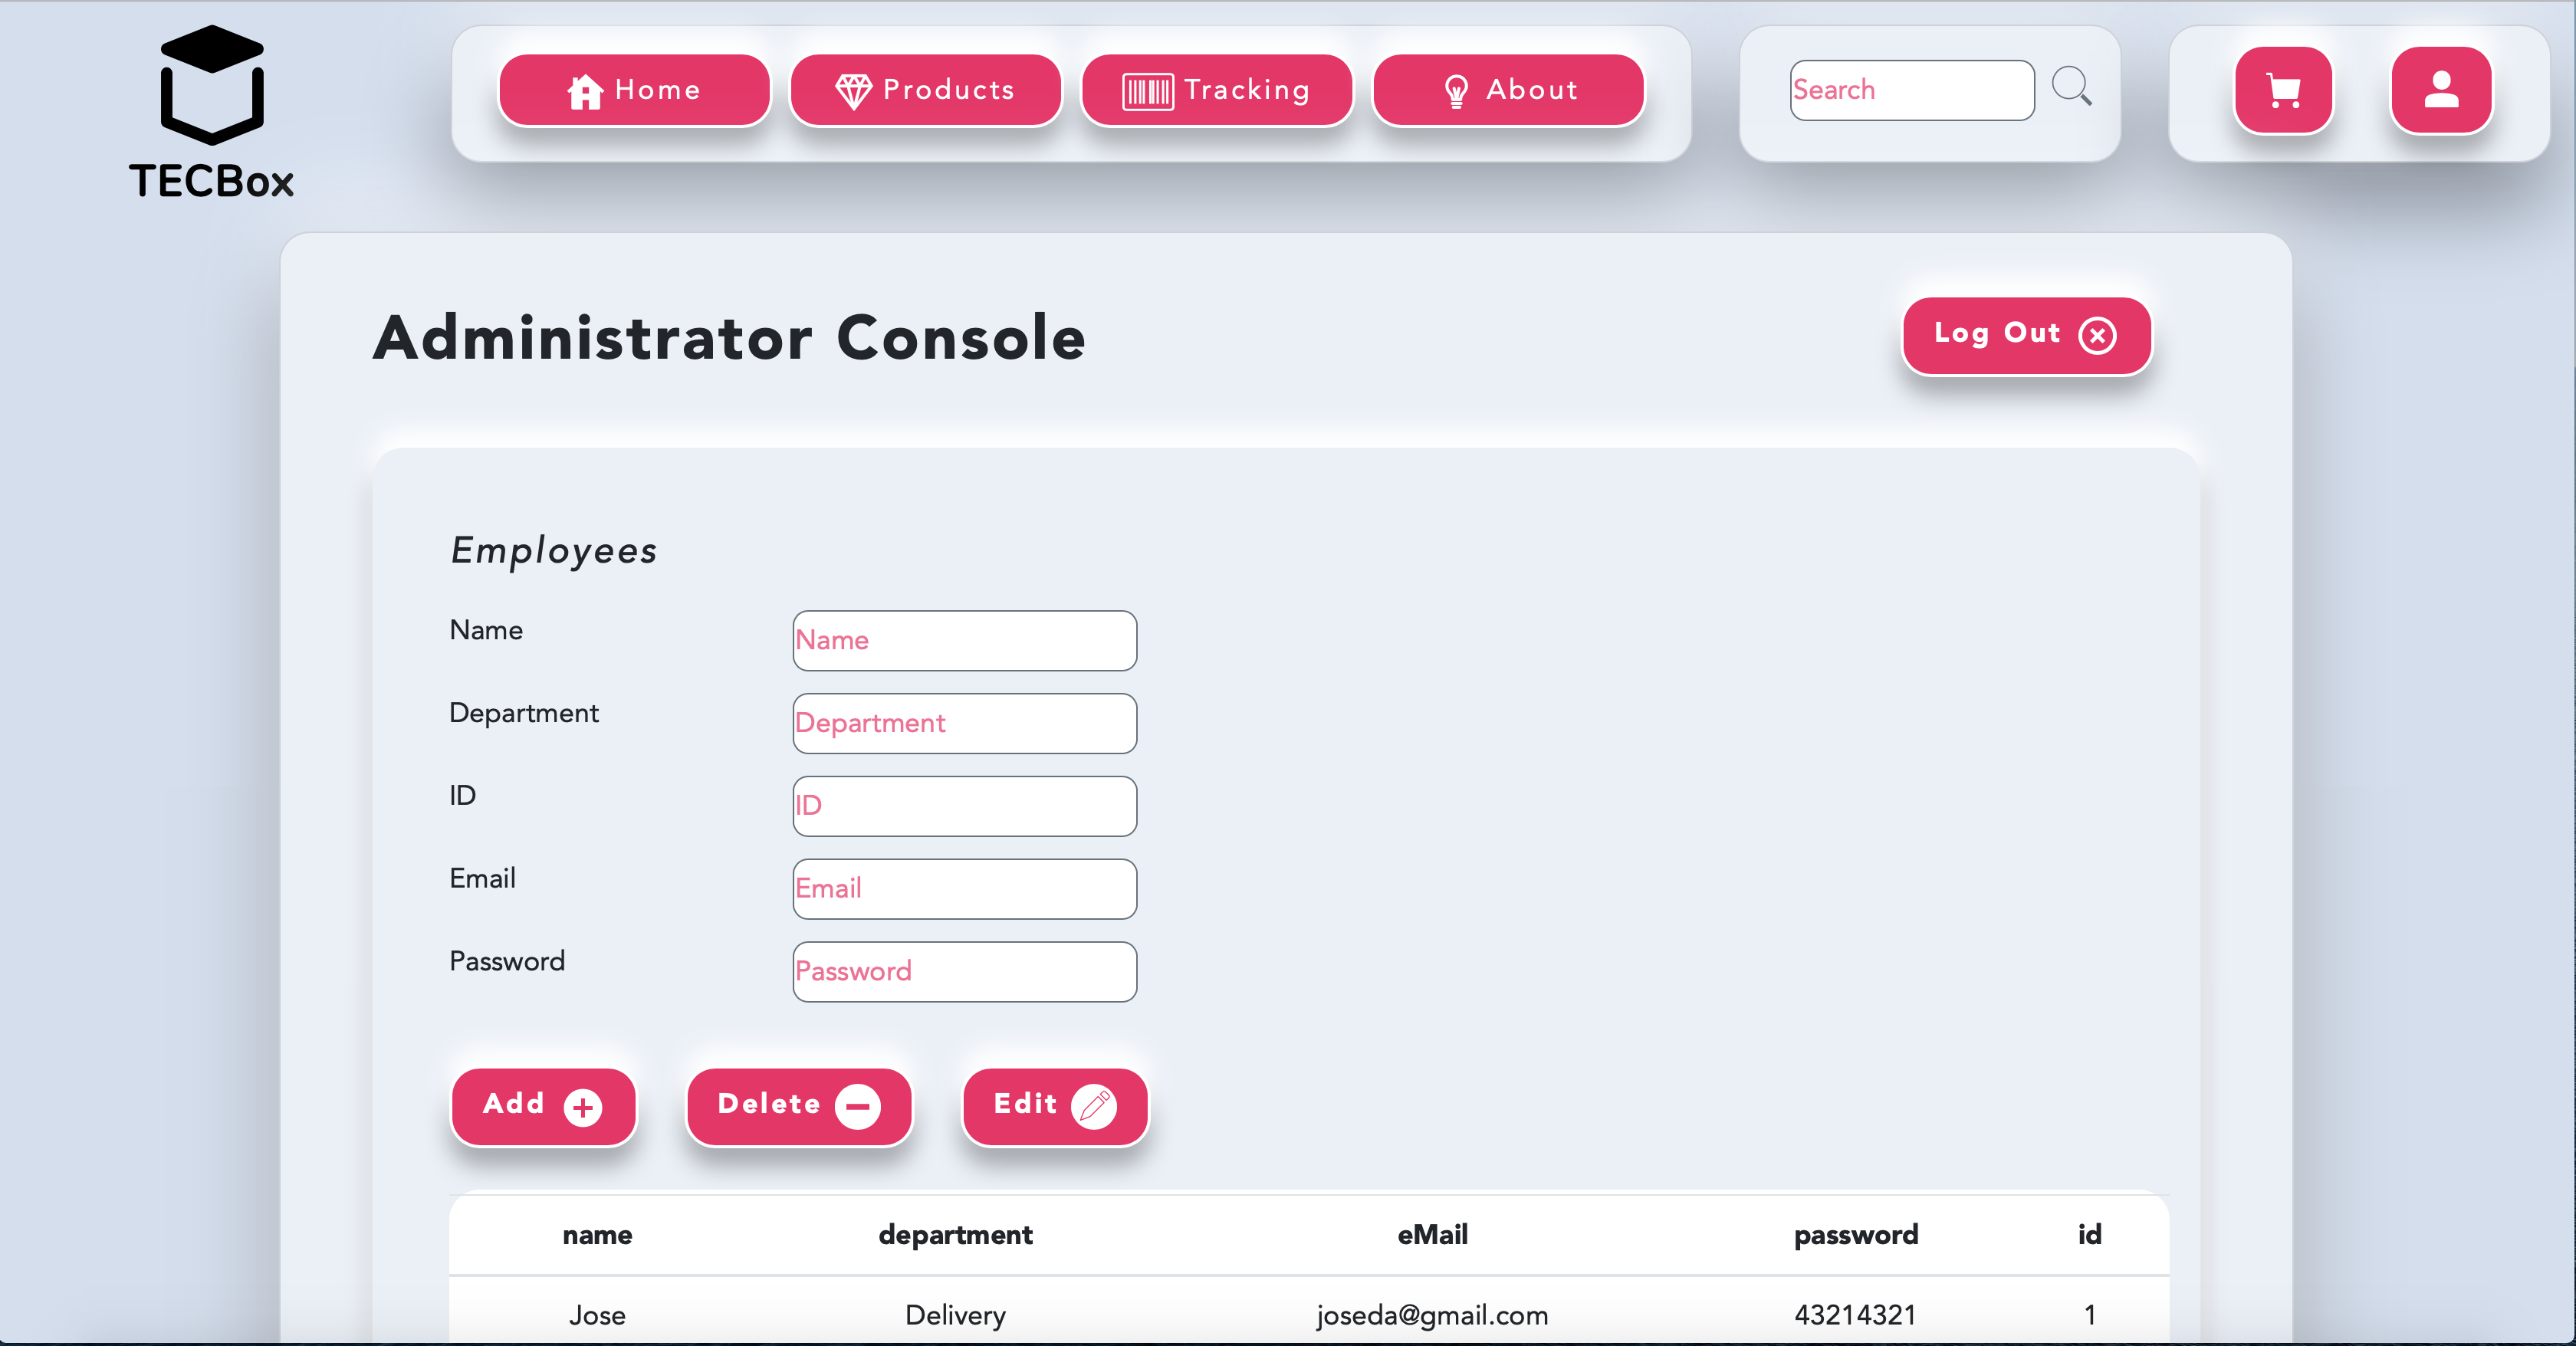 TECBox
Home Products Tracking About Search
Administrator Console
Log Out
Employees
Name Name
Department Department
ID ID
Email Email
Password Password
Add Delete Edit
name department eMail password id
Jose Delivery joseda@gmail.com 43214321 1